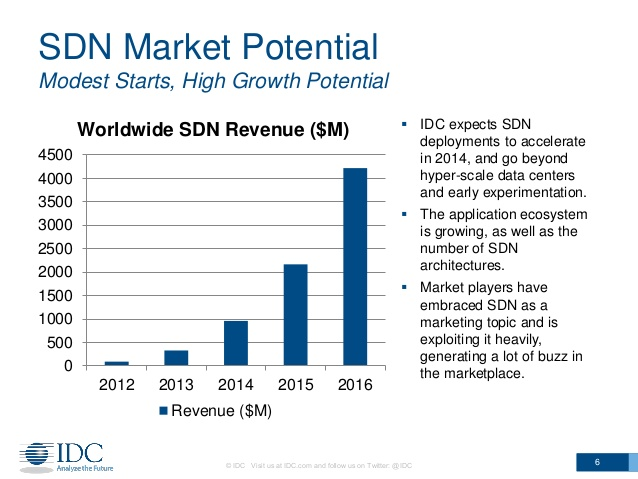 SDN Market Potential
Modest Starts, High Growth Potential
Worldwide SDN Revenue ($M)
4500
4000
3500
3000
2500
2000
1500
1000
500
0
2012 2013 2014 2015 2016
Revenue ($M)
▪ IDC expects SDN
deployments to accelerate
in 2014, and go beyond
hyper-scale data centers
and early experimentation.
▪ The application ecosystem
is growing, as well as the
number of SDN
architectures.
▪ Market players have
embraced SDN as a
marketing topic and is
exploiting it heavily,
generating a lot of buzz in
the marketplace.
IDC
Analyze the Future
© IDC Visit us at IDC.com and follow us on Twitter: @IDC
6